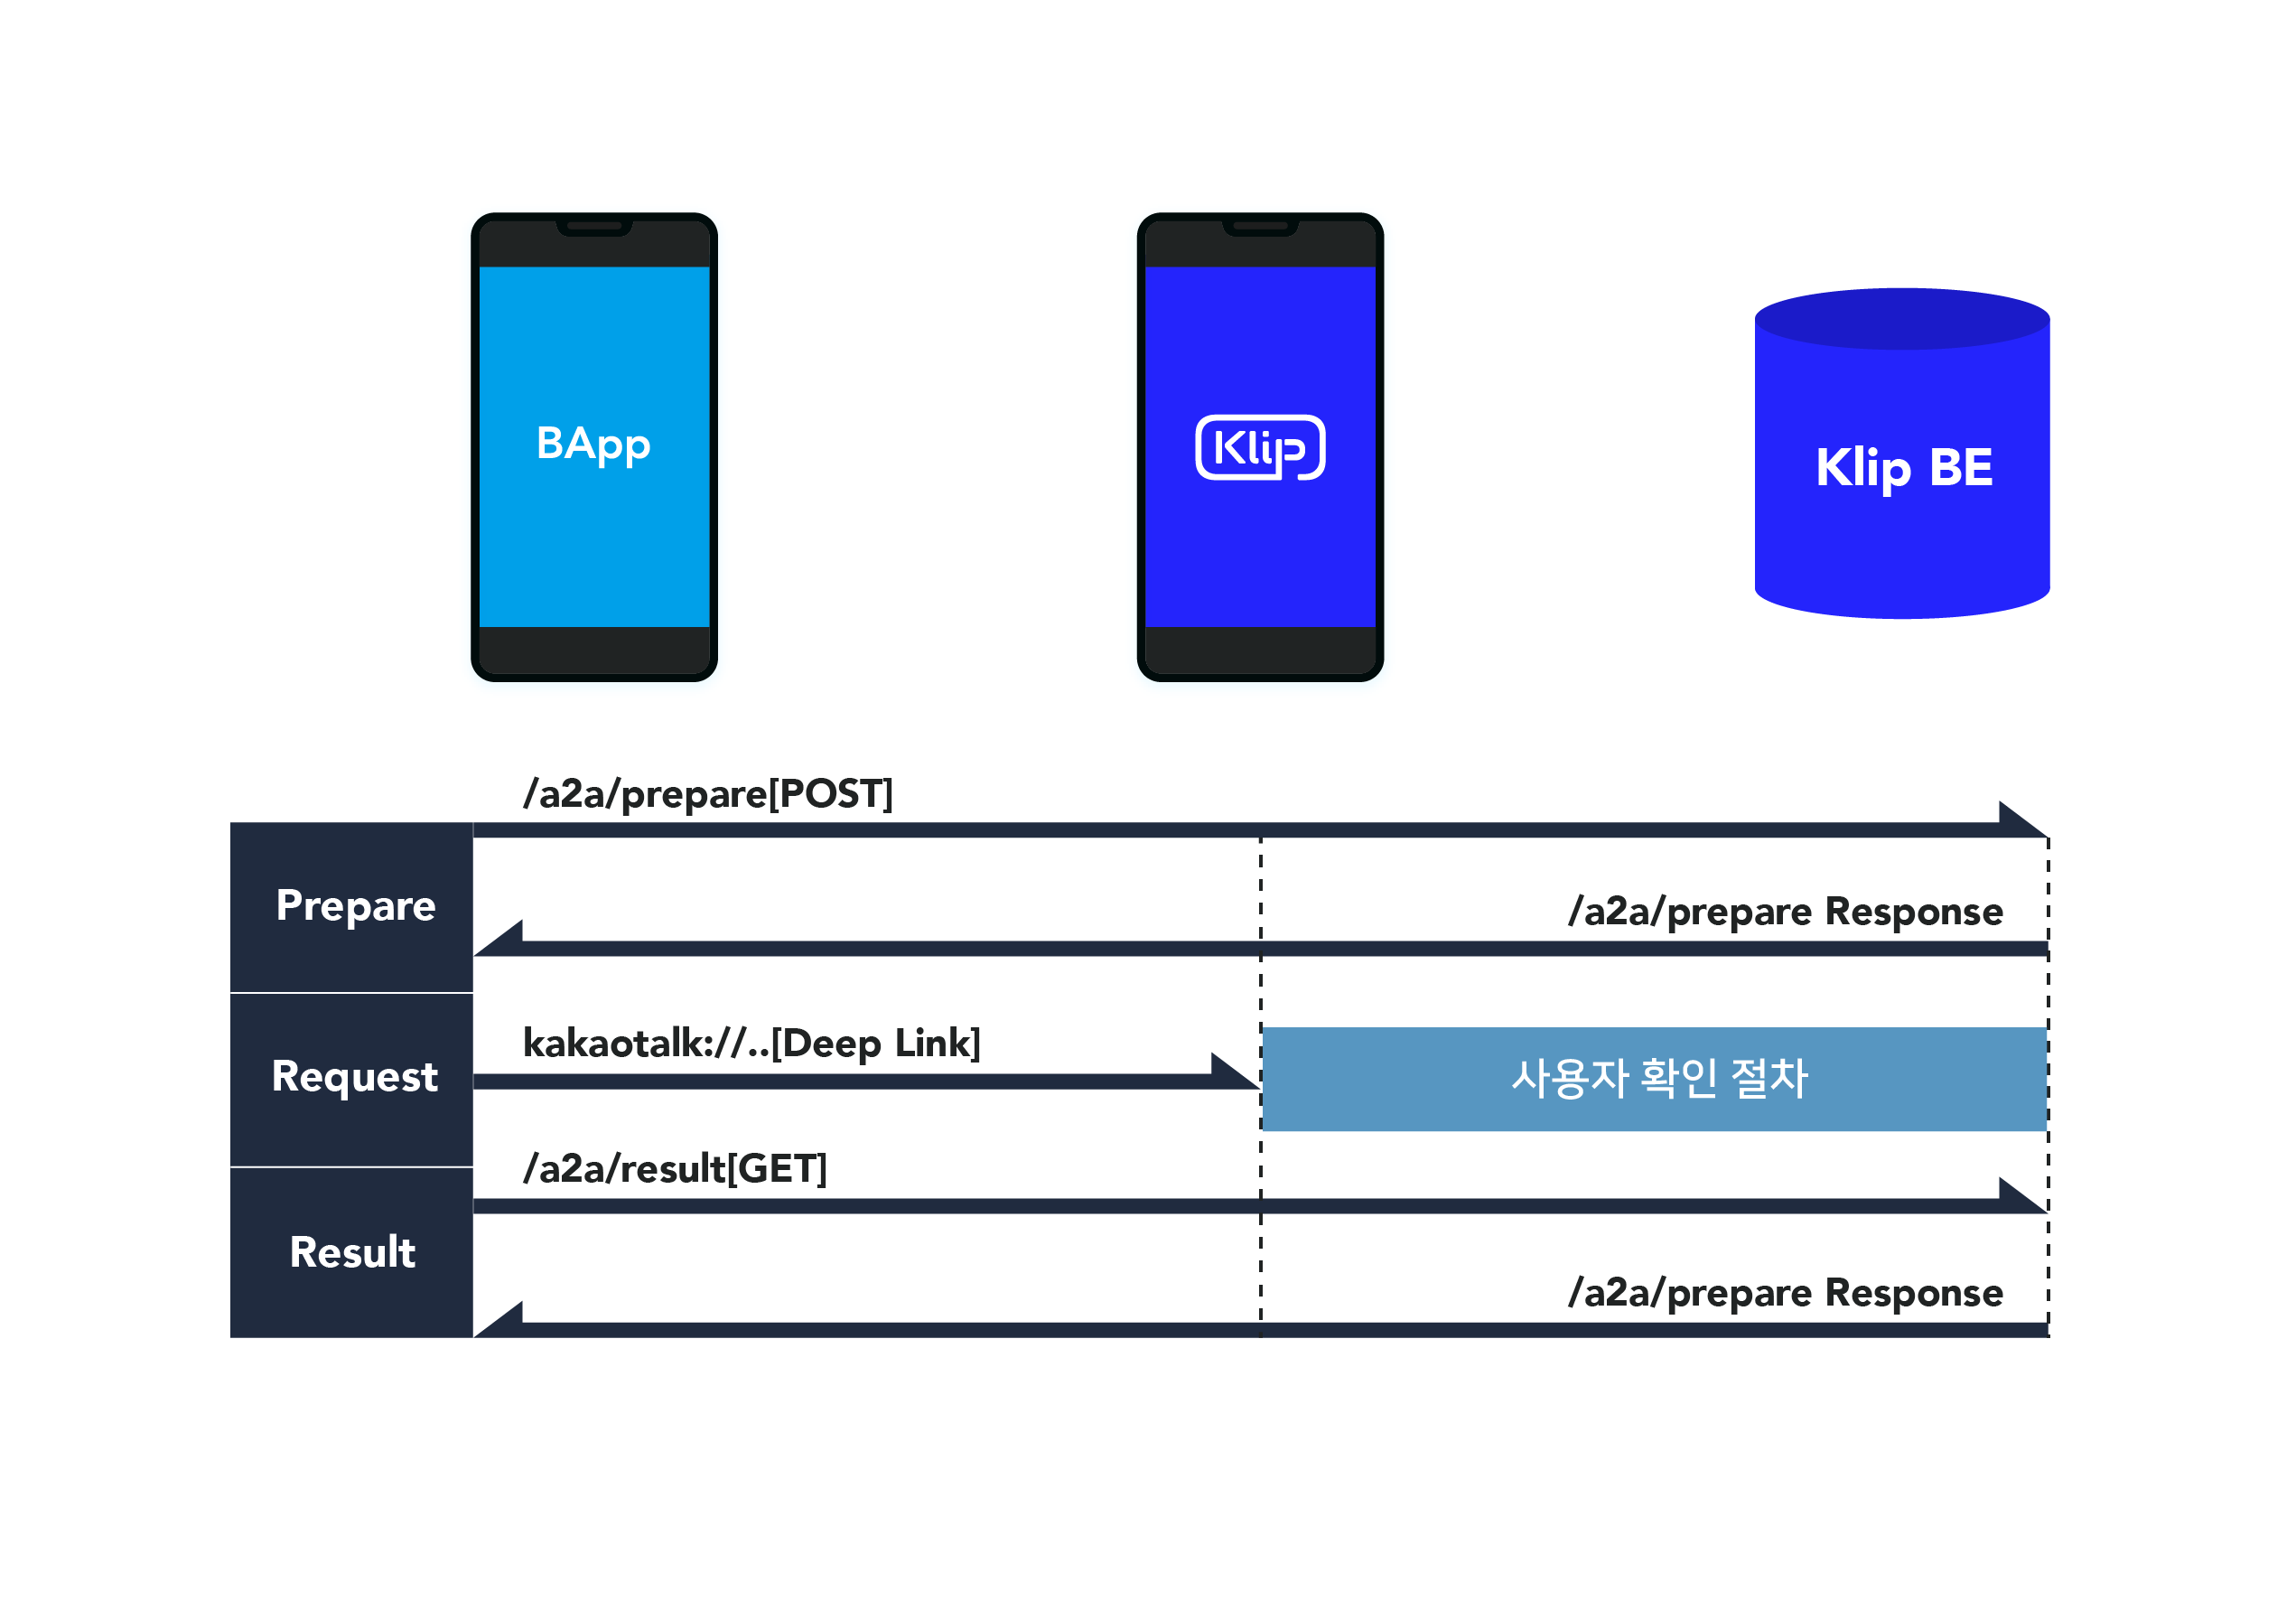 BApp
Klip
Klip BE
/a2a/prepare[POST]
Prepare
/a2a/prepare Response
kakaotalk://..[Deep Link]
Request
사용자 확인 절차
/a2a/result[GET]
Result
/a2a/prepare Response